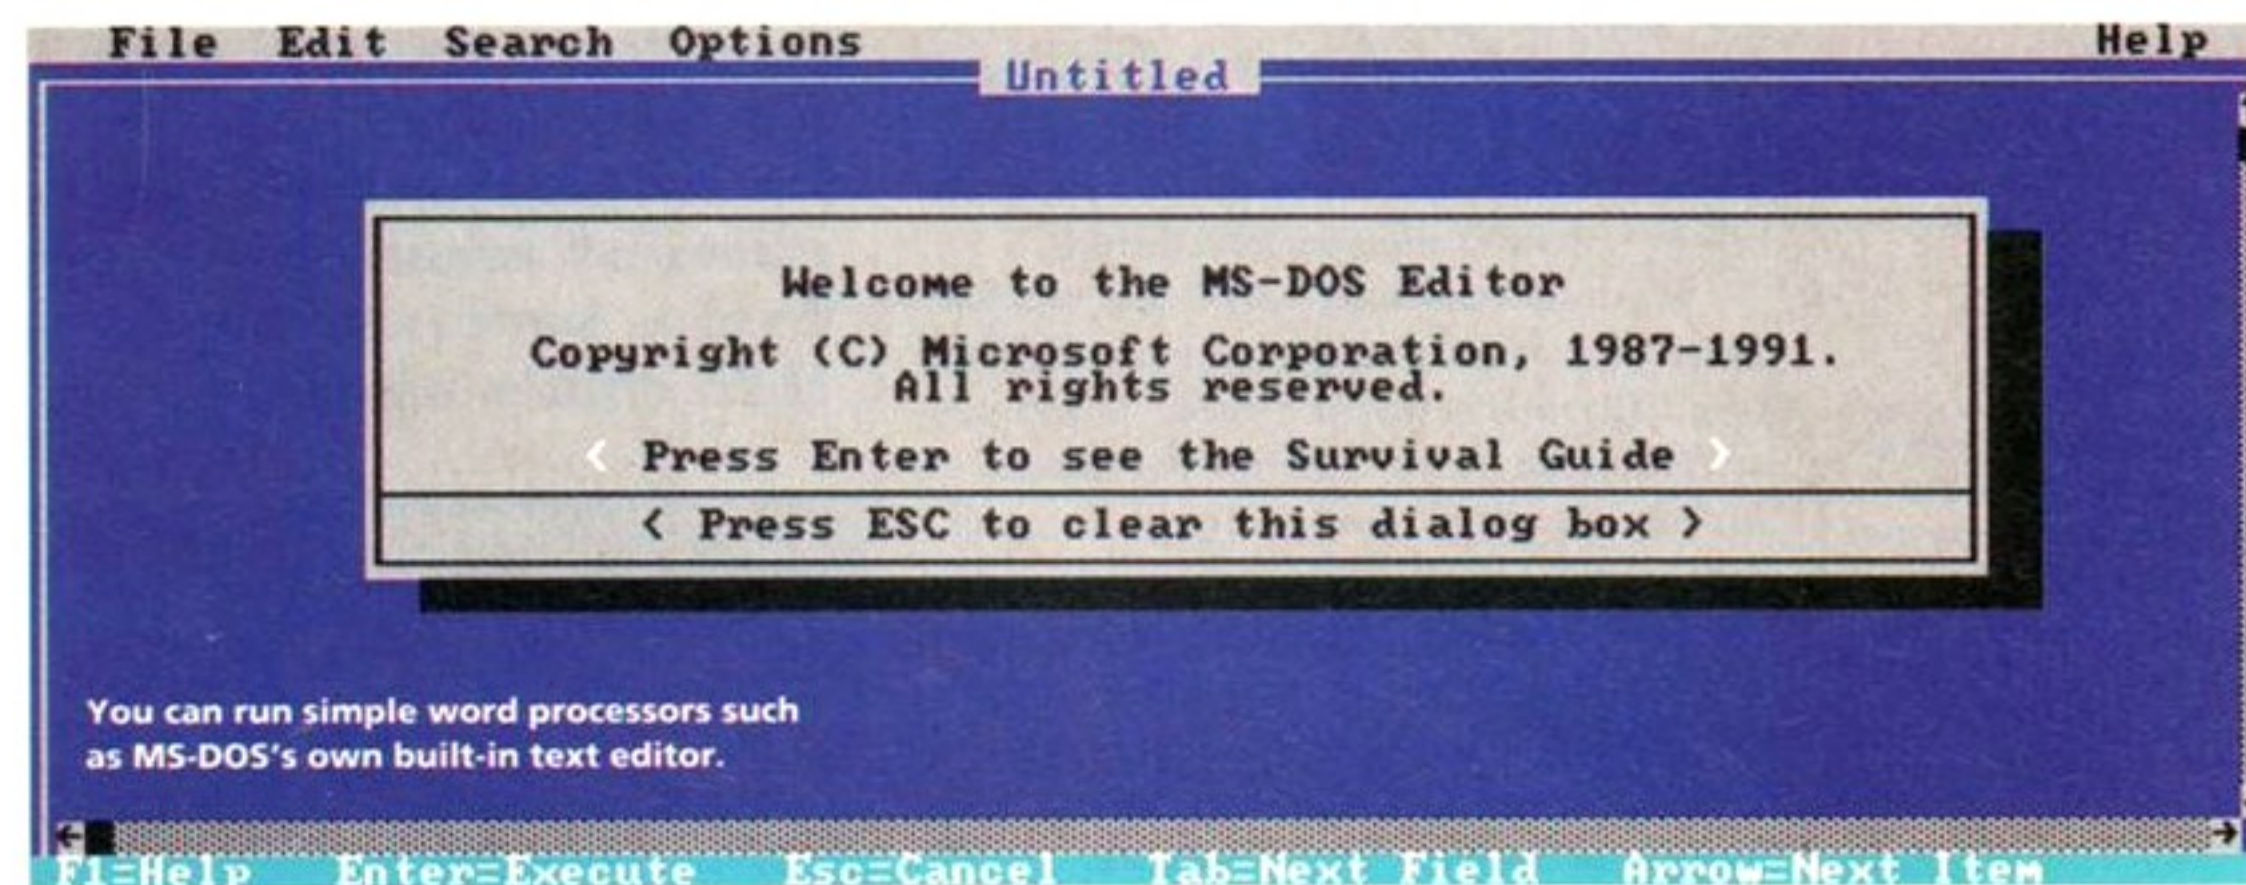 File Edit Search Options Help
Untitled
Welcome to the MS-DOS Editor
Copyright (C) Microsoft Corporation, 1987-1991.
All rights reserved.
< Press Enter to see the Survival Guide >
< Press ESC to clear this dialog box >
You can run simple word processors such
as MS-DOS's own built-in text editor.
F1=Help Enter=Execute Esc=Cancel Tab=Next Field Arrow=Next Item